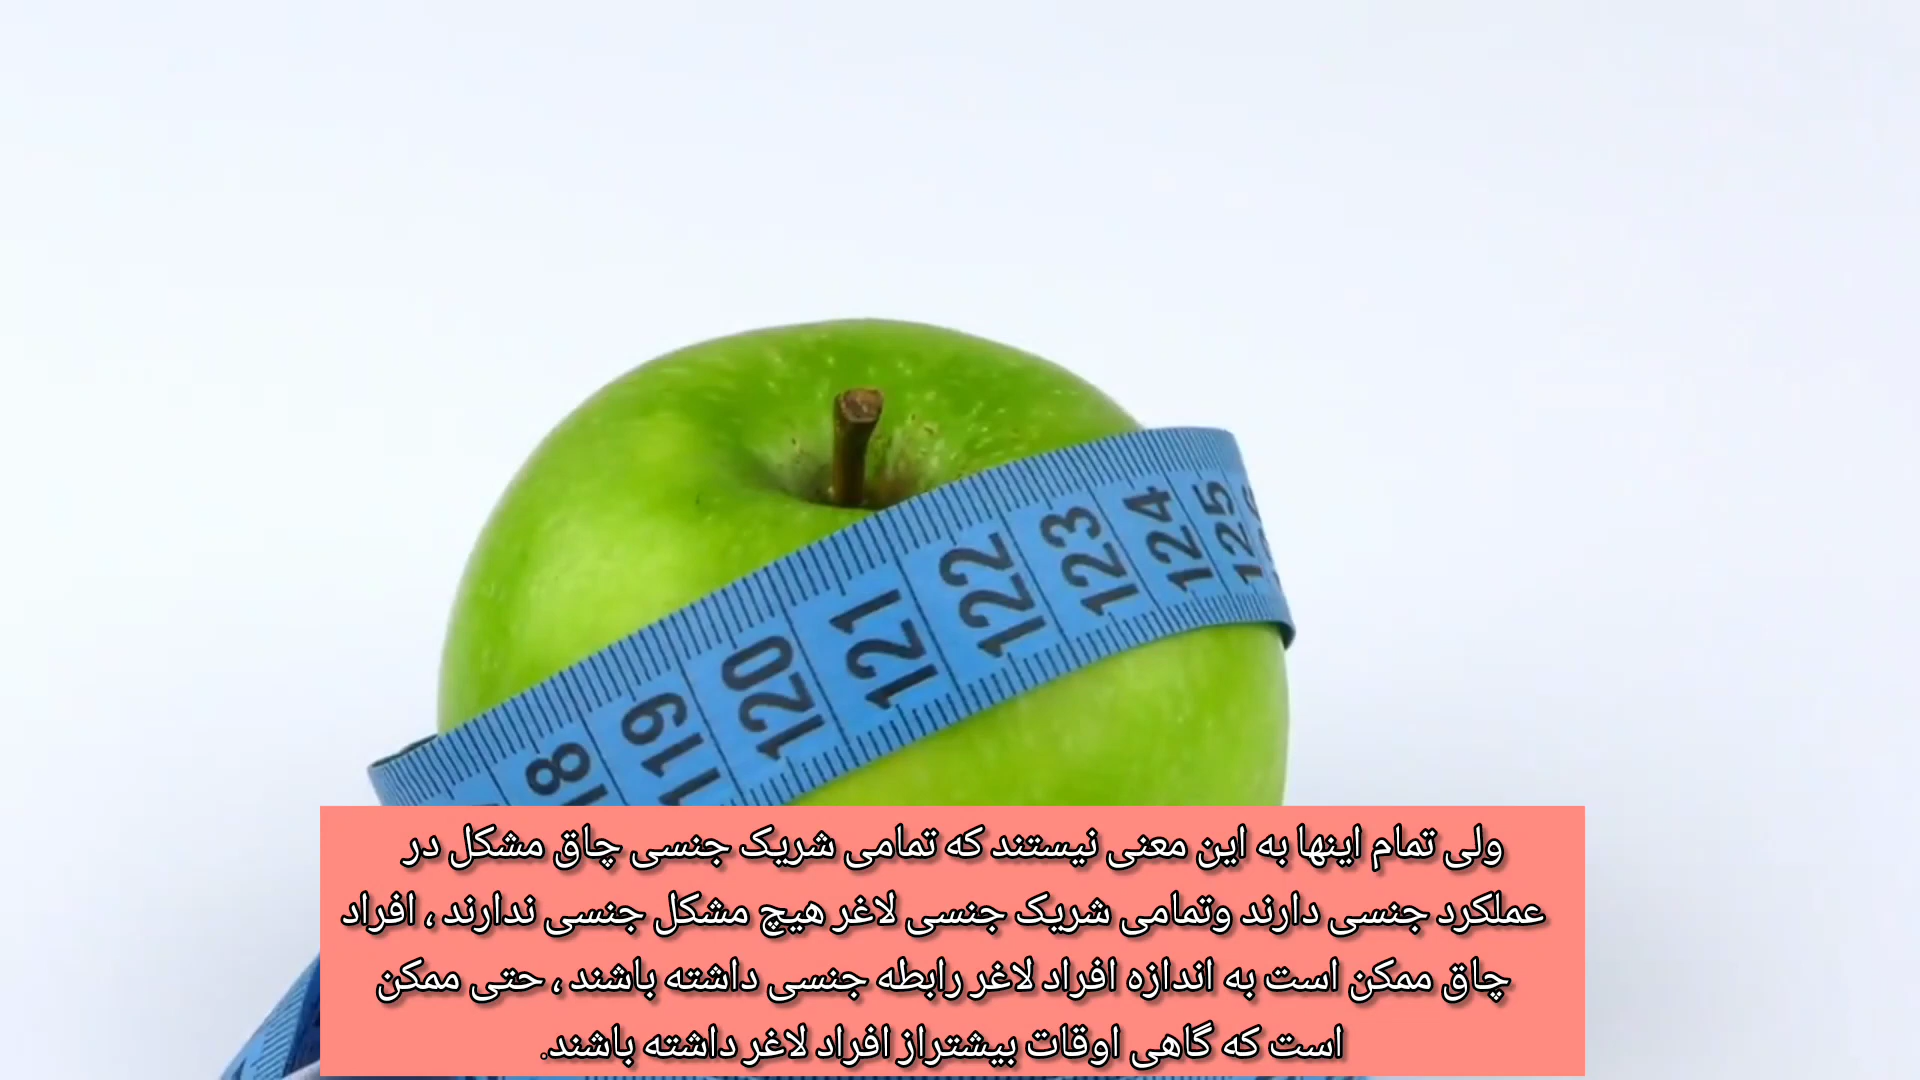 118
119
120
121
122
123
124
125
ولی تمام اینها به این معنی نیستند که تمامی شریک جنسی چاق مشکل در
عملکرد جنسی دارند وتمامی شریک جنسی لاغر هیچ مشکل جنسی ندارند ، افراد
چاق ممکن است به اندازه افراد لاغر رابطه جنسی داشته باشند ، حتی ممکن
است که گاهی اوقات بیشتراز افراد لاغر داشته باشند.